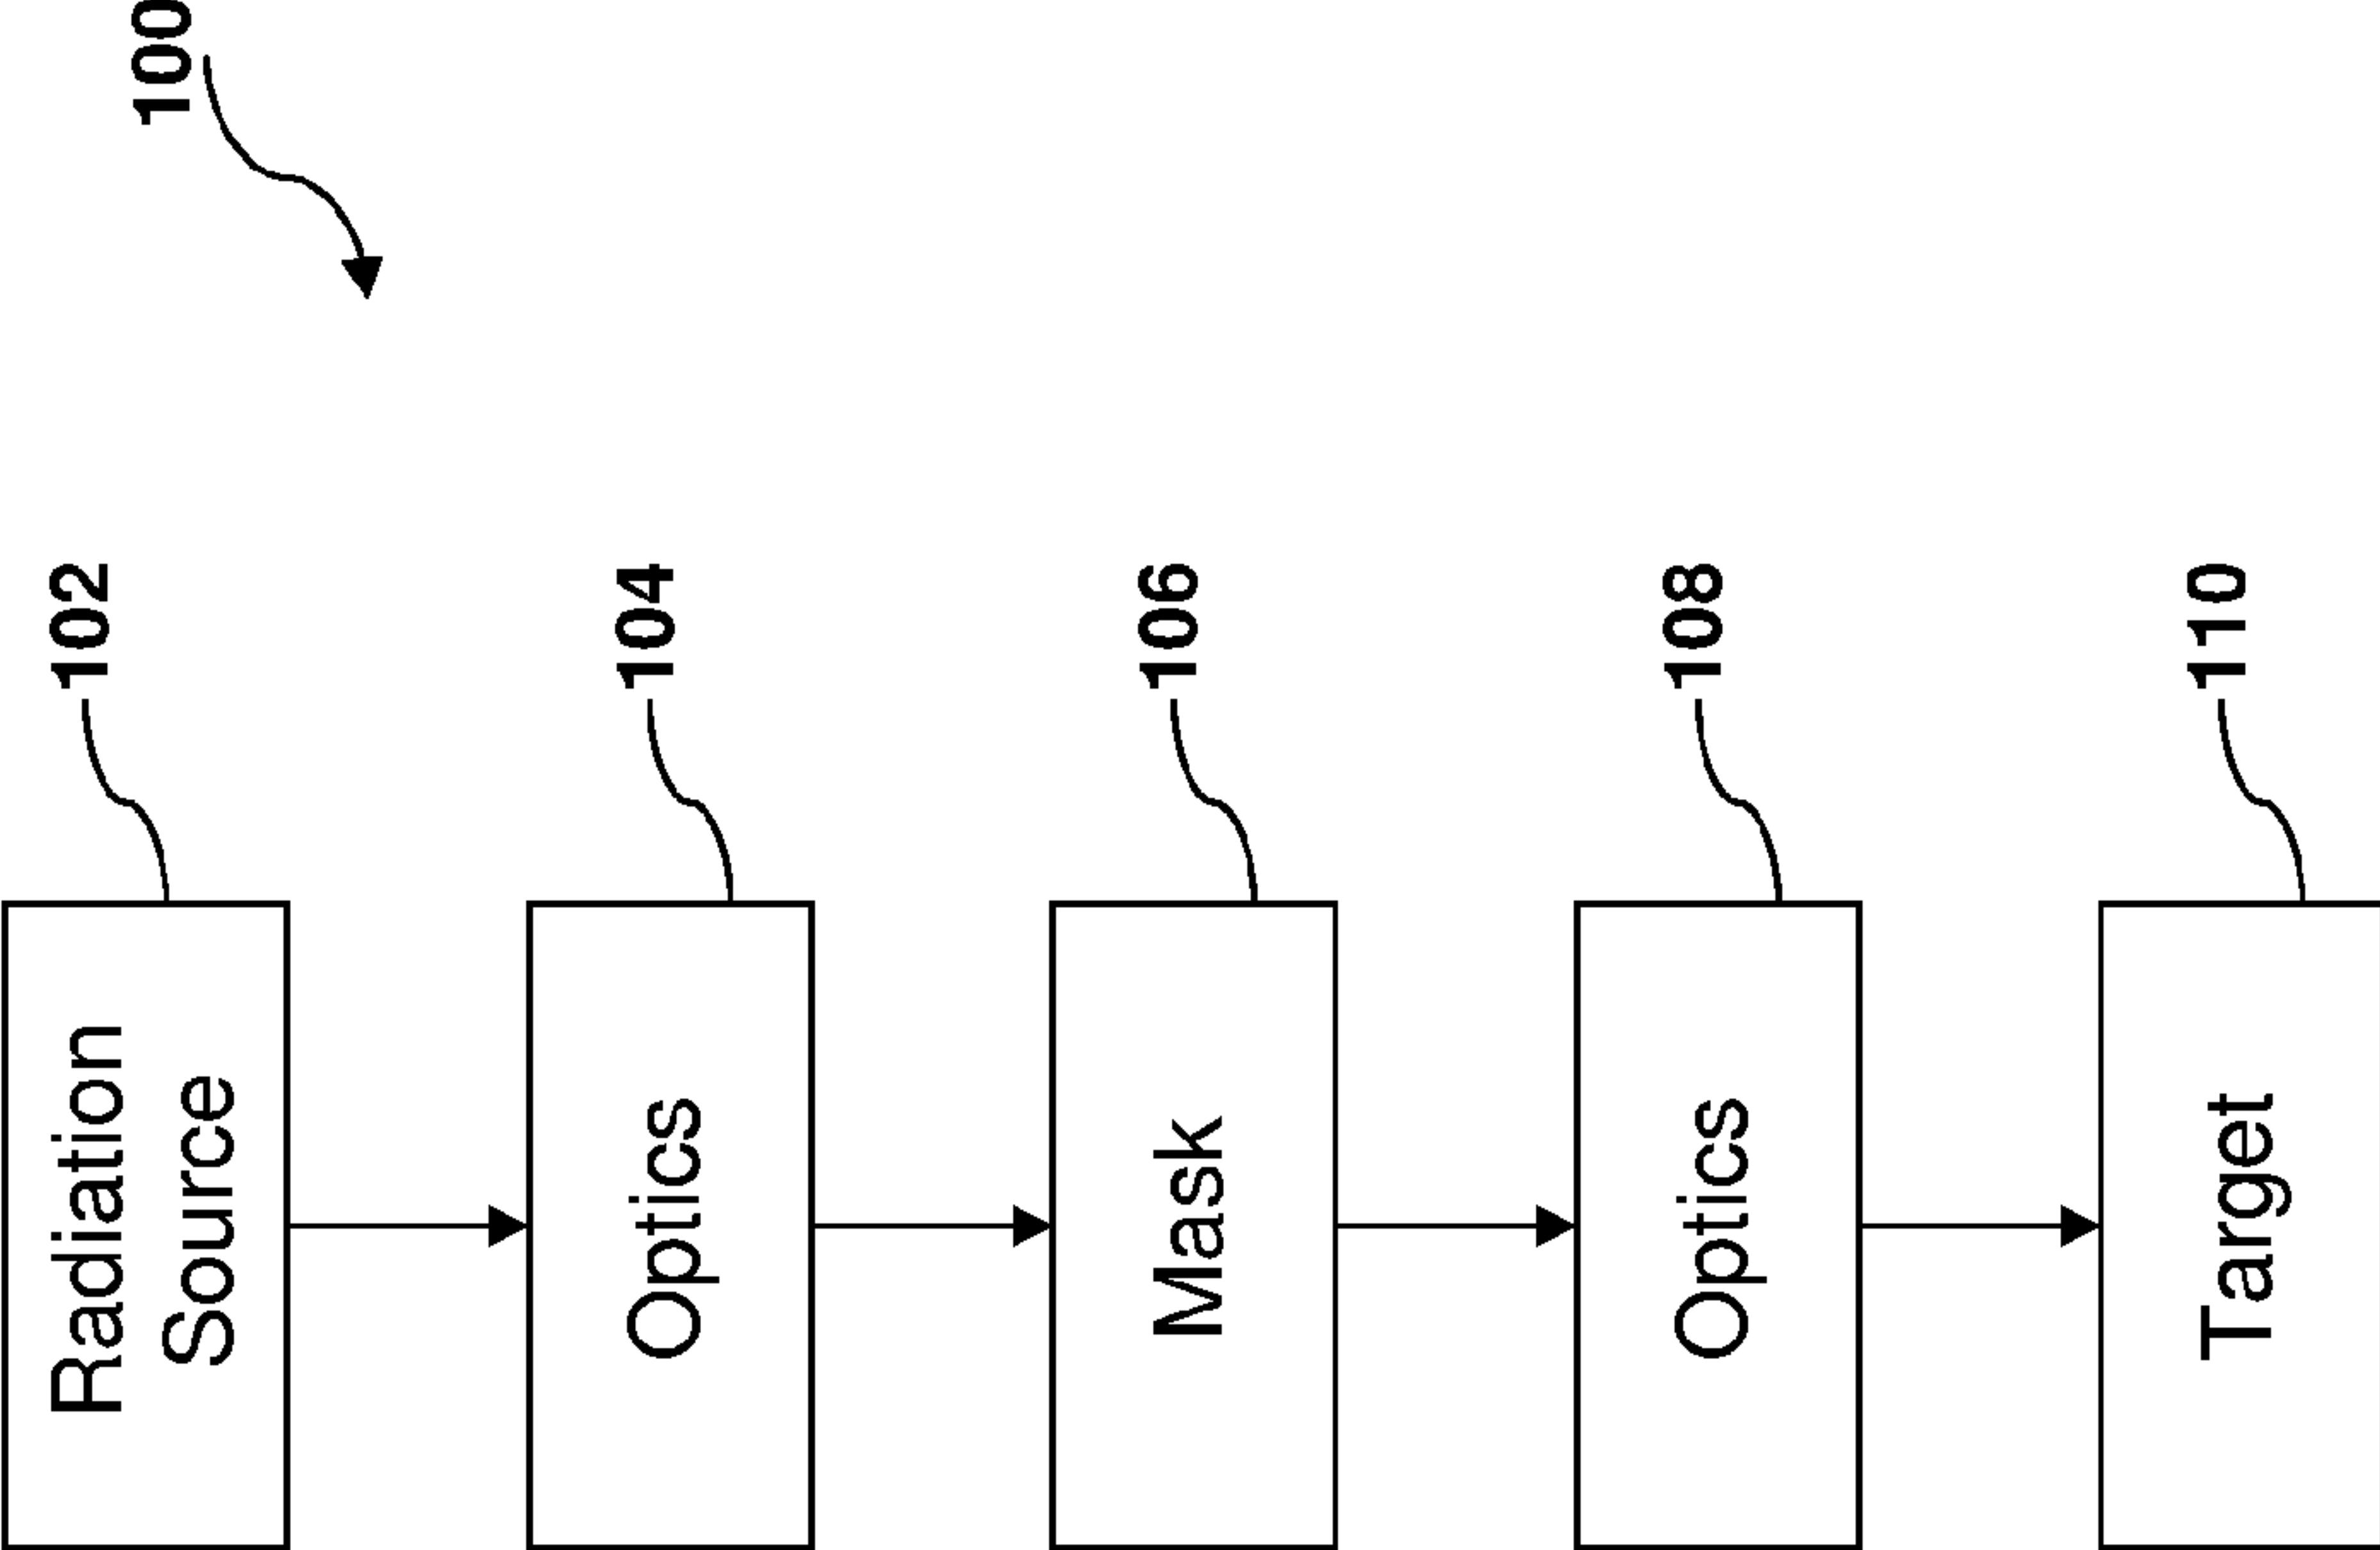 100
102
Radiation
Source
104
Optics
106
Mask
108
Optics
110
Target